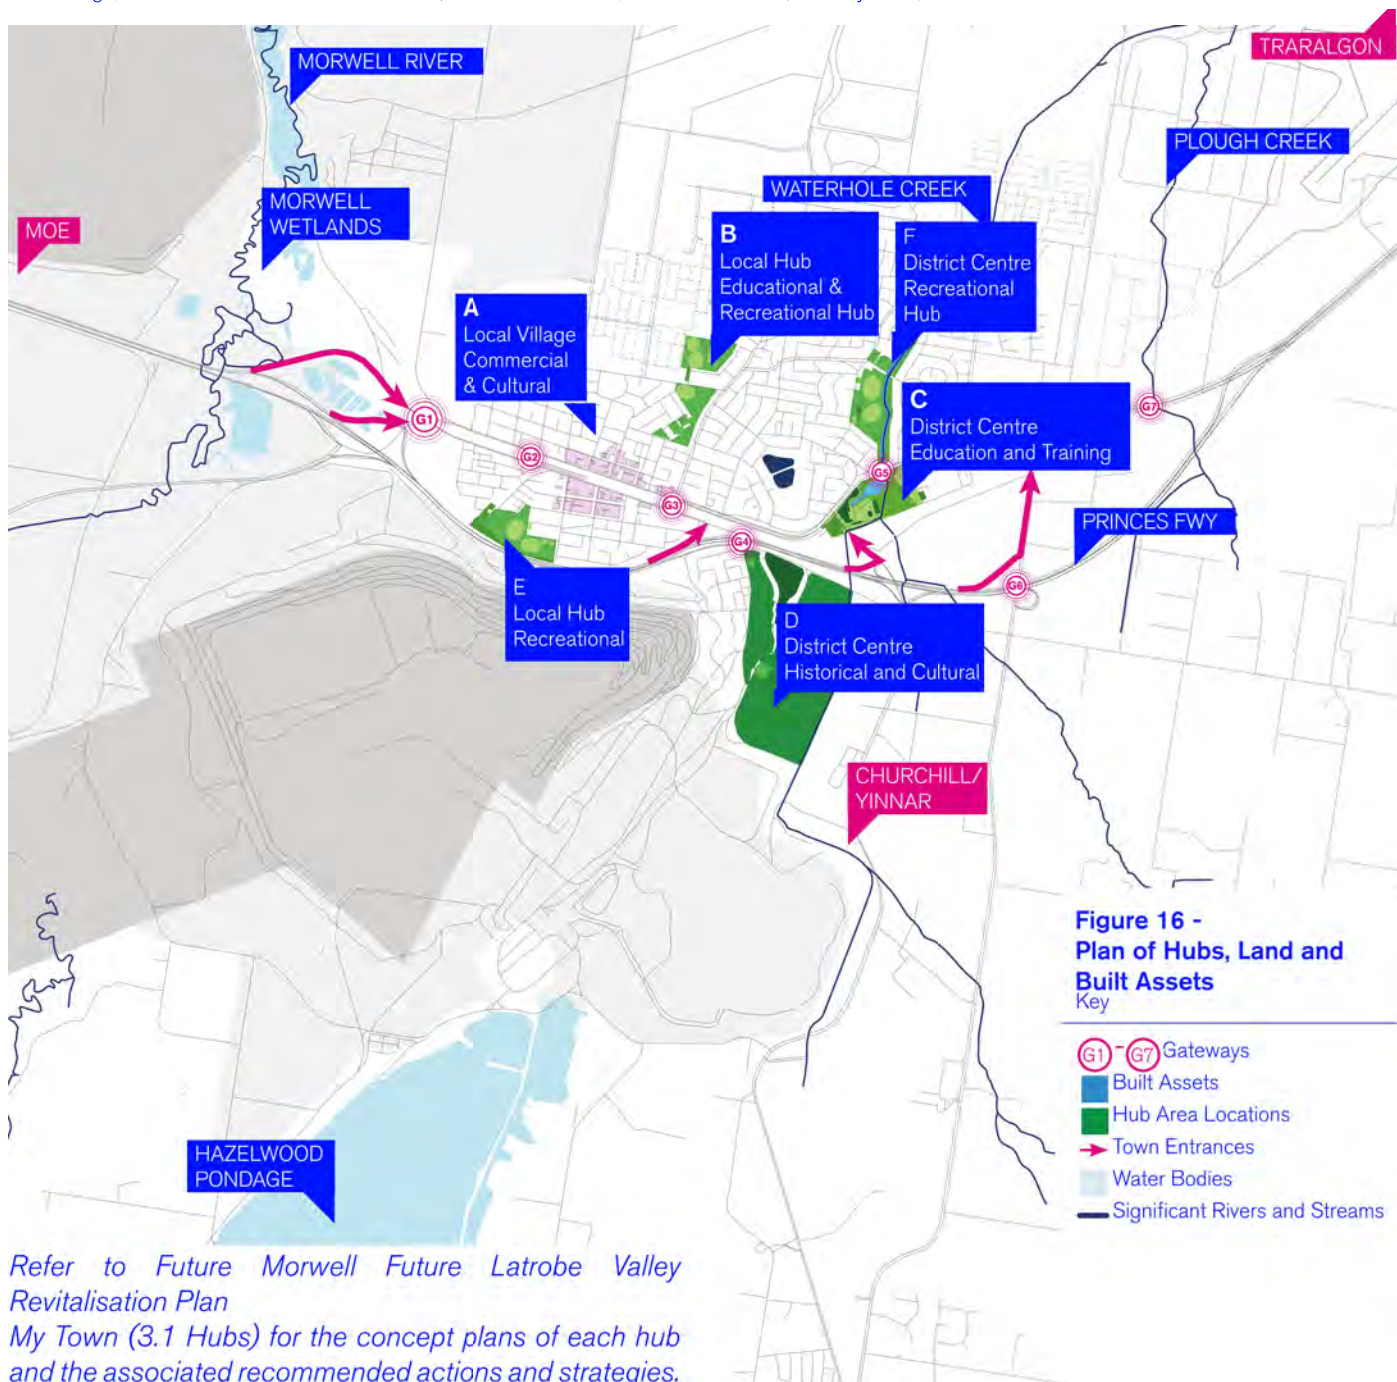 TRARALGON
MORWELL RIVER
PLOUGH CREEK
WATERHOLE CREEK
MORWELL
WETLANDS
MOE
B
Local Hub
Educational &
Recreational Hub
F
District Centre
Recreational
Hub
A
Local Village
Commercial
& Cultural
C
District Centre
Education and Training
G1
G2
G3
G4
G5
G6
G7
PRINCES FWY
E
Local Hub
Recreational
D
District Centre
Historical and Cultural
CHURCHILL/
YINNAR
HAZELWOOD
PONDAGE
Figure 16 -
Plan of Hubs, Land and
Built Assets
Key
G1 - G7 Gateways
Built Assets
Hub Area Locations
Town Entrances
Water Bodies
Significant Rivers and Streams
Refer to Future Morwell Future Latrobe Valley
Revitalisation Plan
My Town (3.1 Hubs) for the concept plans of each hub
and the associated recommended actions and strategies.